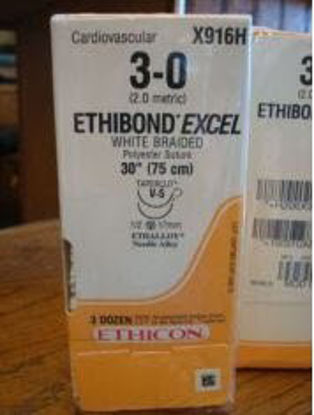 Cardiovascular X916H
3-0
(2.0 metric)
ETHIBOND*EXCEL
WHITE BRAIDED
Polyester Suture
30" (75 cm)
TAPERCUT*
V-5
1/2 17mm
ETHALLOY*
Needle Alloy
3 DOZEN
ETHICON
3
ETHIBO